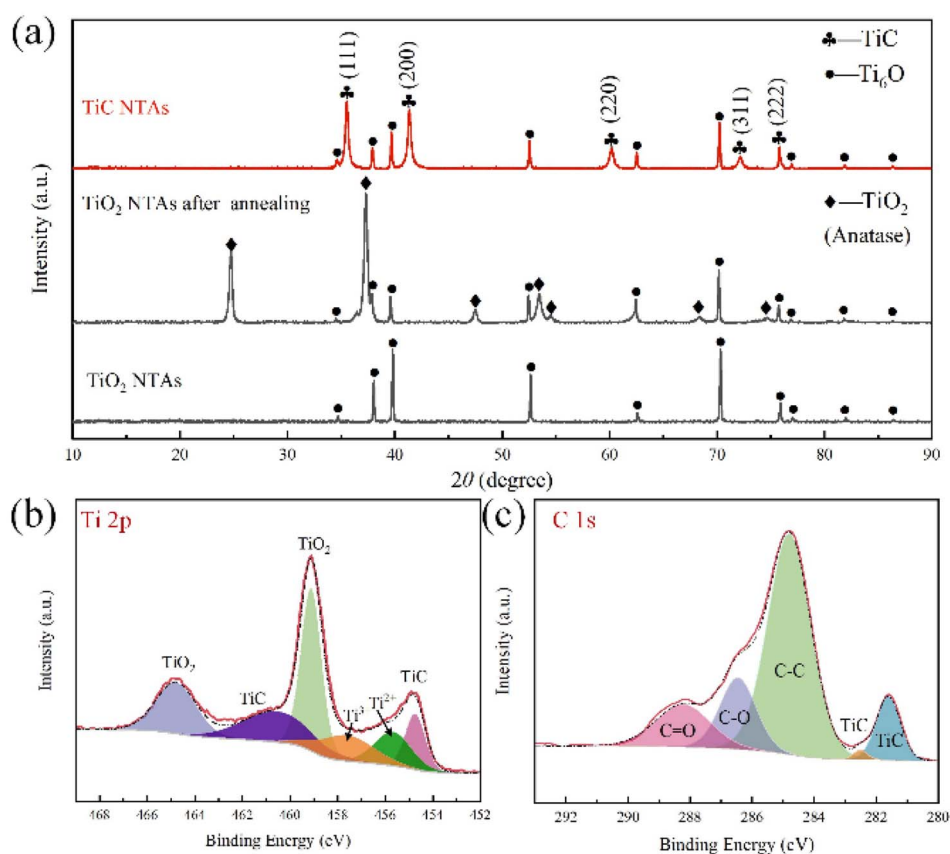 (a)
(111)
(200)
(220)
(311)
(222)
♣—TiC
●—Ti₆O
TiC NTAs
TiO₂ NTAs after annealing
◆—TiO₂
(Anatase)
TiO₂ NTAs
Intensity (a.u.)
10 20 30 40 50 60 70 80 90
2θ (degree)
(b)
Ti 2p
TiO₂
TiO₂
TiC
Ti³
Ti²⁺
TiC
Intensity (a.u.)
468 466 464 462 460 458 456 454 452
Binding Energy (eV)
(c)
C 1s
C=O
C-O
C-C
TiC
TiC
Intensity (a.u.)
292 290 288 286 284 282 280
Binding Energy (eV)